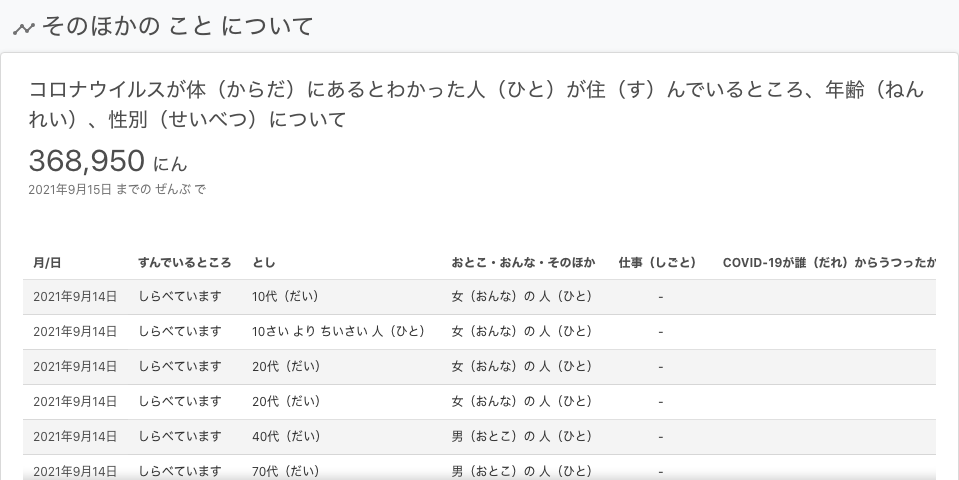 そのほかの こと について
コロナウイルスが体（からだ）にあるとわかった人（ひと）が住（す）んでいるところ、年齢（ねん
れい）、性別（せいべつ）について
368,950 にん
2021年9月15日 までの ぜんぶ で
月/日 すんでいるところ とし おとこ・おんな・そのほか 仕事（しごと） COVID-19が誰（だれ）からうつったか
2021年9月14日 しらべています 10代（だい） 女（おんな）の 人（ひと） -
2021年9月14日 しらべています 10さい より ちいさい 人（ひと） 女（おんな）の 人（ひと） -
2021年9月14日 しらべています 20代（だい） 女（おんな）の 人（ひと） -
2021年9月14日 しらべています 20代（だい） 女（おんな）の 人（ひと） -
2021年9月14日 しらべています 40代（だい） 男（おとこ）の 人（ひと） -
2021年9月14日 しらべています 70代（だい） 男（おとこ）の 人（ひと） -